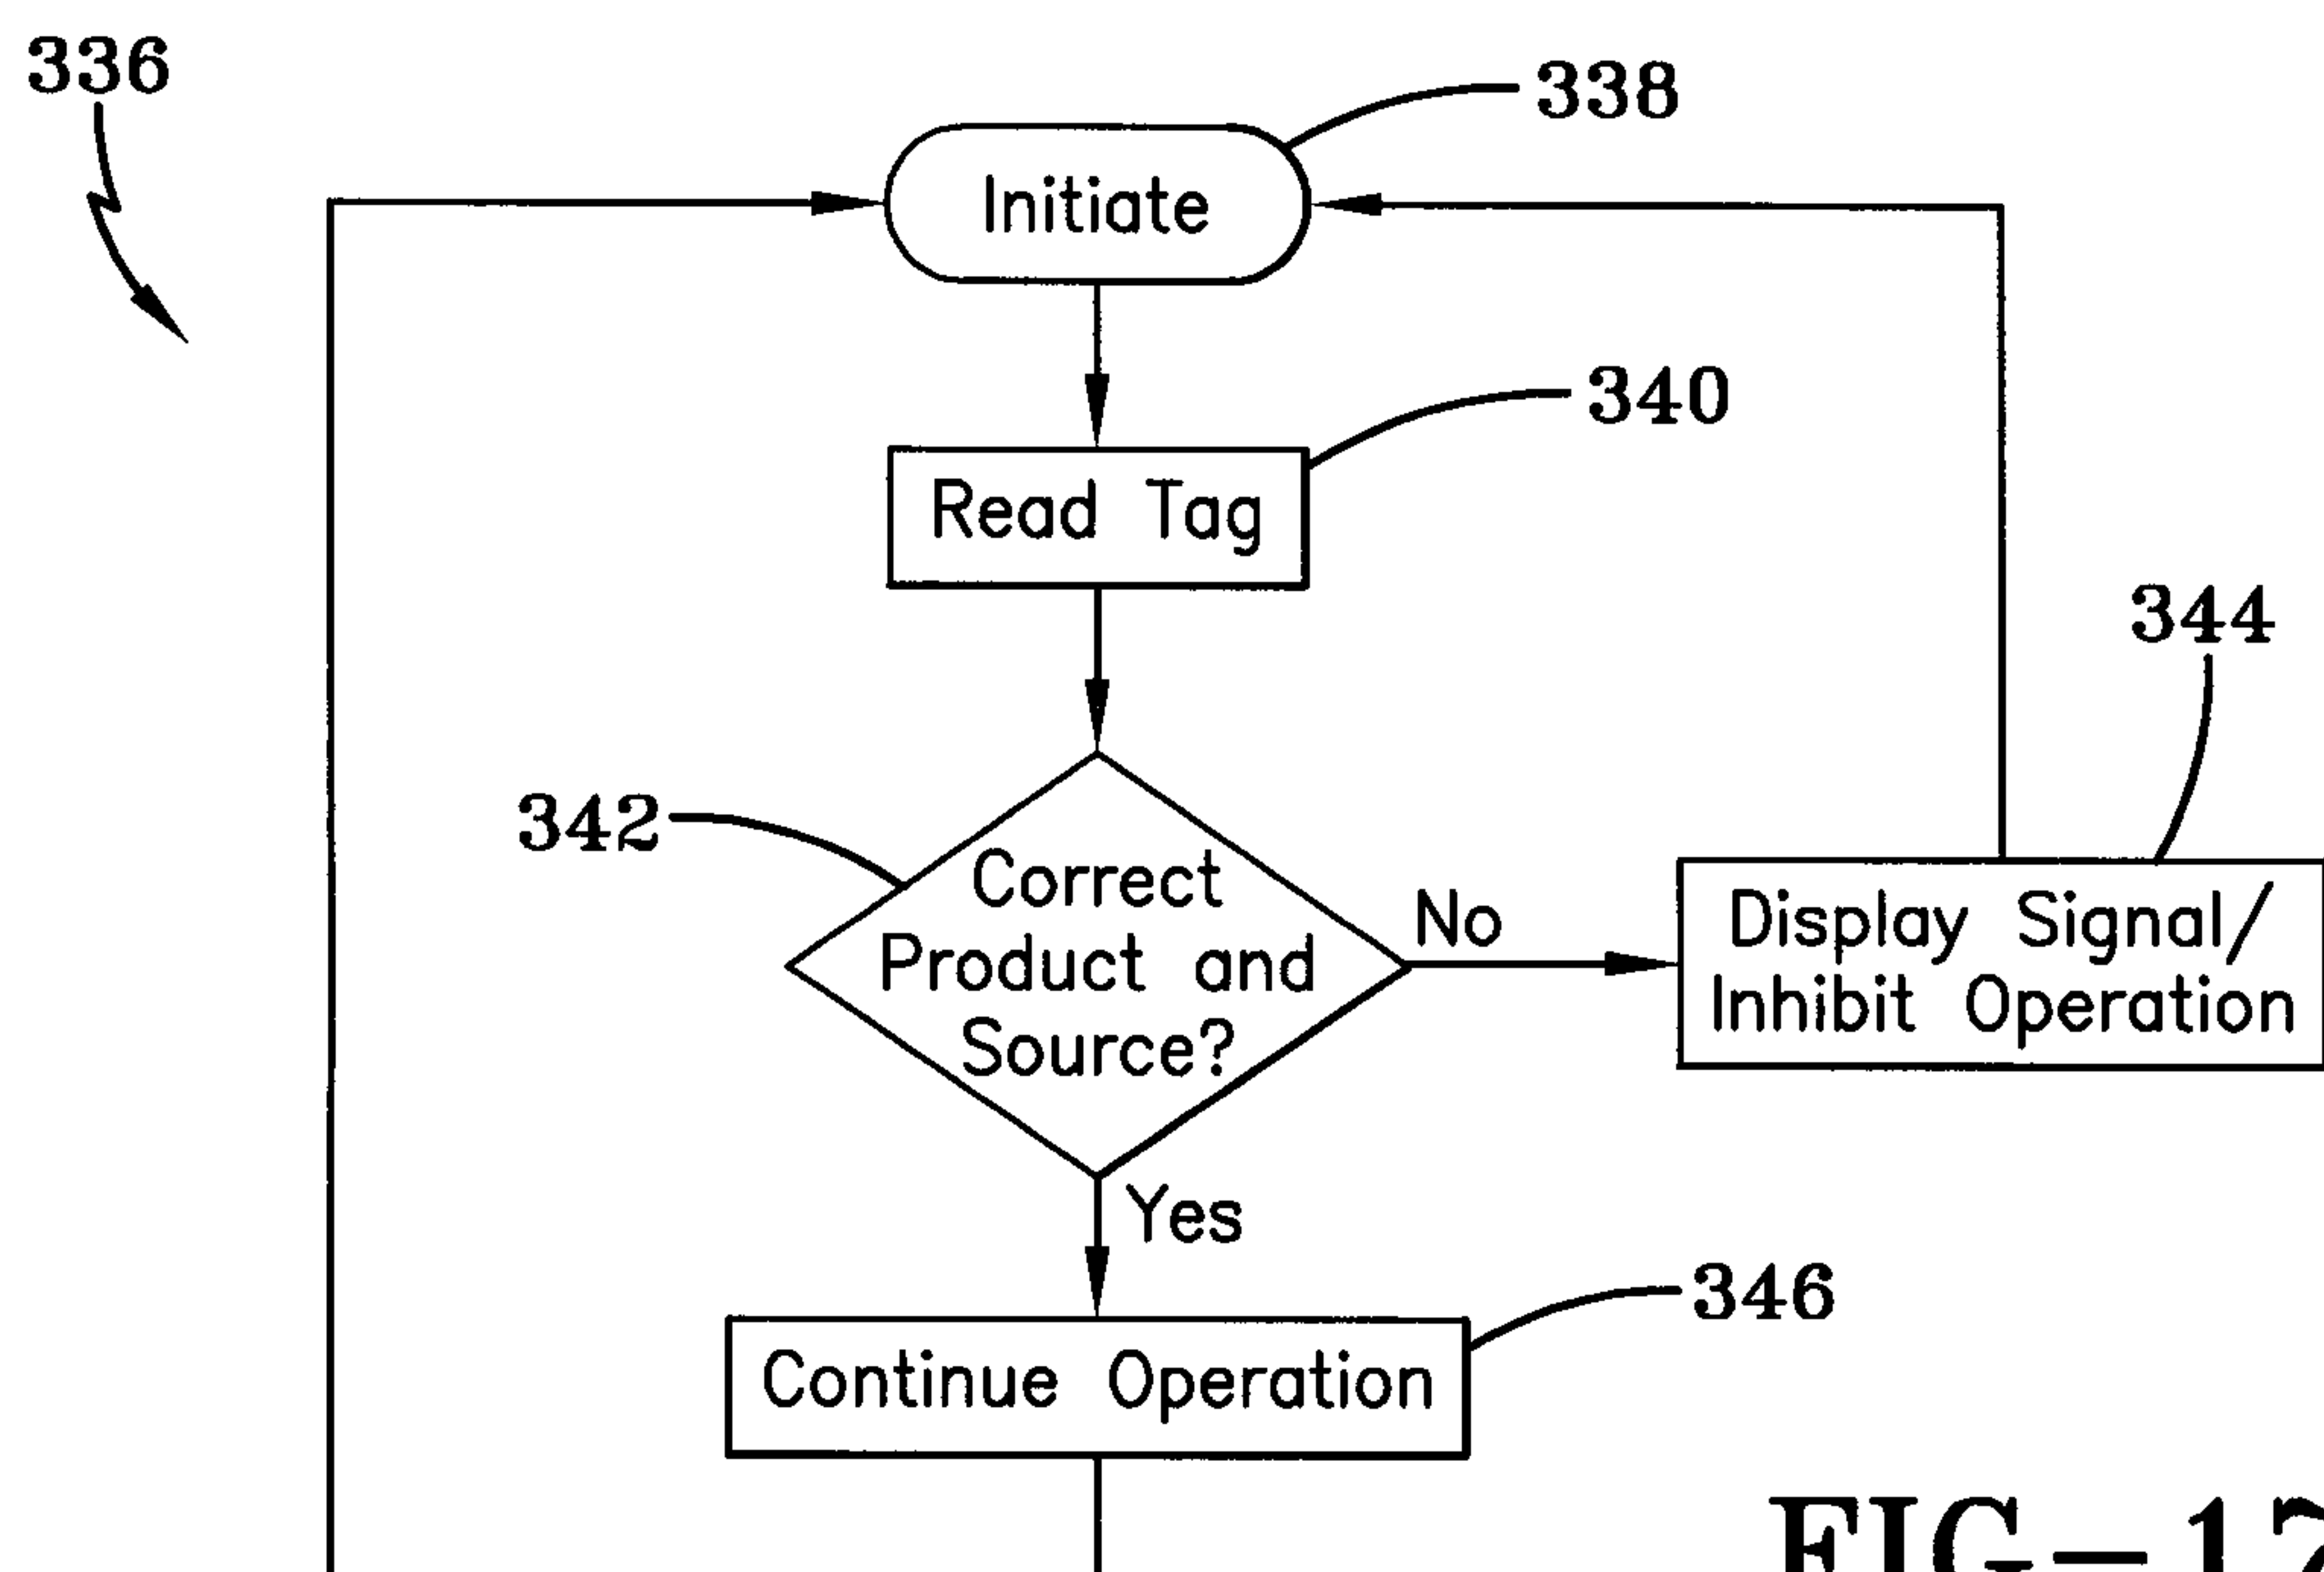 336
338
Initiate
340
Read Tag
344
342
Correct
Product and
Source?
No
Display Signal/
Inhibit Operation
Yes
346
Continue Operation